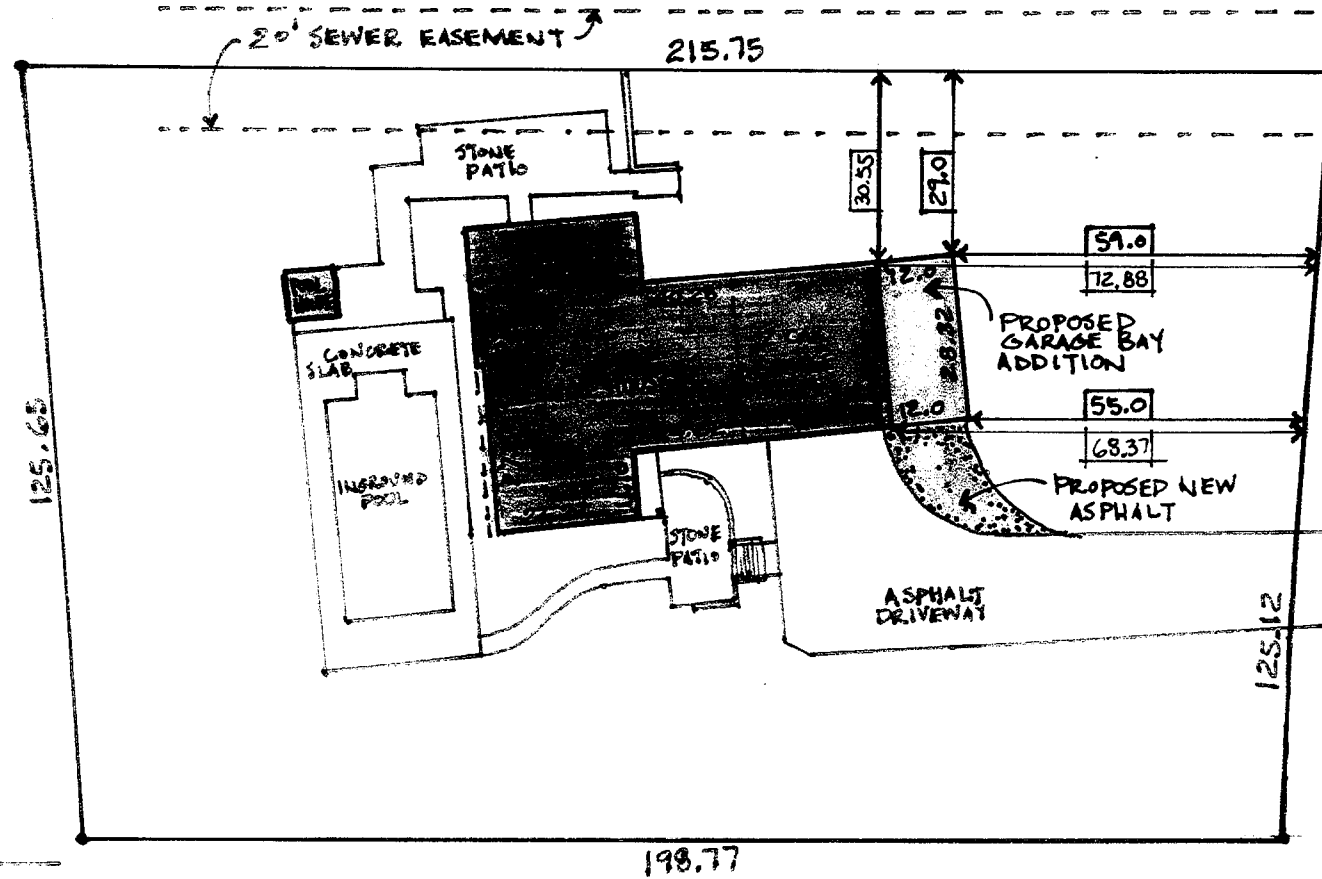 20' SEWER EASEMENT
215.75
STONE
PATIO
30.55
29.0
59.0
72.88
12.0
PROPOSED
GARAGE BAY
ADDITION
28.32
CONCRETE
SLAB
12.0
55.0
68.37
125.65
INGROUND
POOL
PROPOSED NEW
ASPHALT
STONE
PATIO
ASPHALT
DRIVEWAY
125.12
198.77